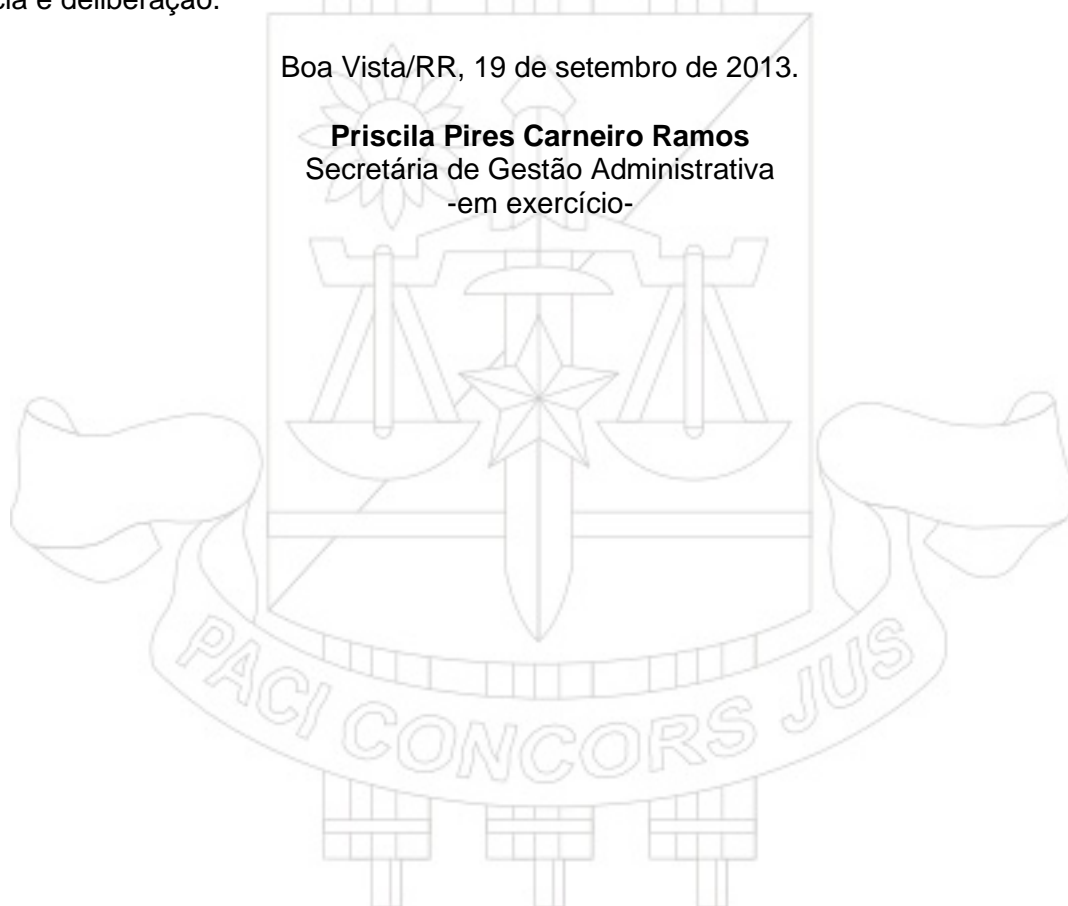 e deliberação.
Boa Vista/RR, 19 de setembro de 2013.
Priscila Pires Carneiro Ramos
Secretária de Gestão Administrativa
-em exercício-
PACI CONCORS JUS